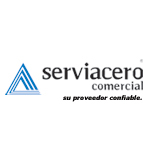 serviacero
comercial
su proveedor confiable.